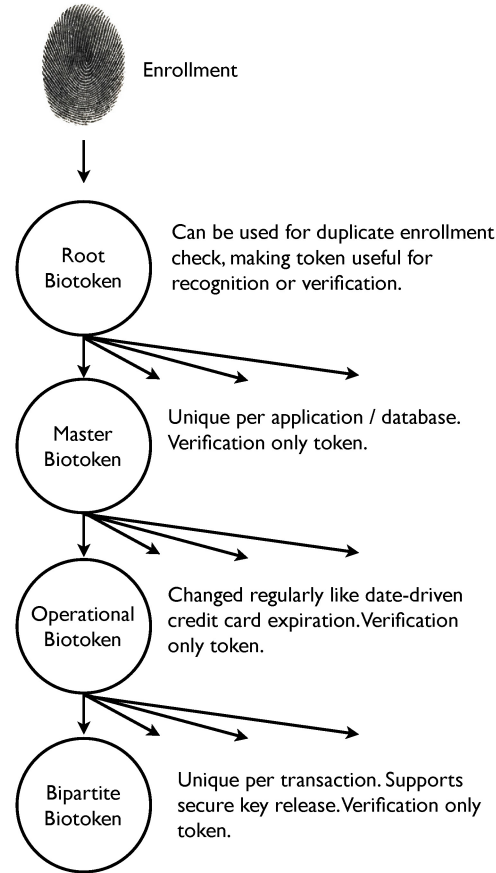 Enrollment
Root
Biotoken
Can be used for duplicate enrollment
check, making token useful for
recognition or verification.
Master
Biotoken
Unique per application / database.
Verification only token.
Operational
Biotoken
Changed regularly like date-driven
credit card expiration. Verification
only token.
Bipartite
Biotoken
Unique per transaction. Supports
secure key release. Verification only
token.